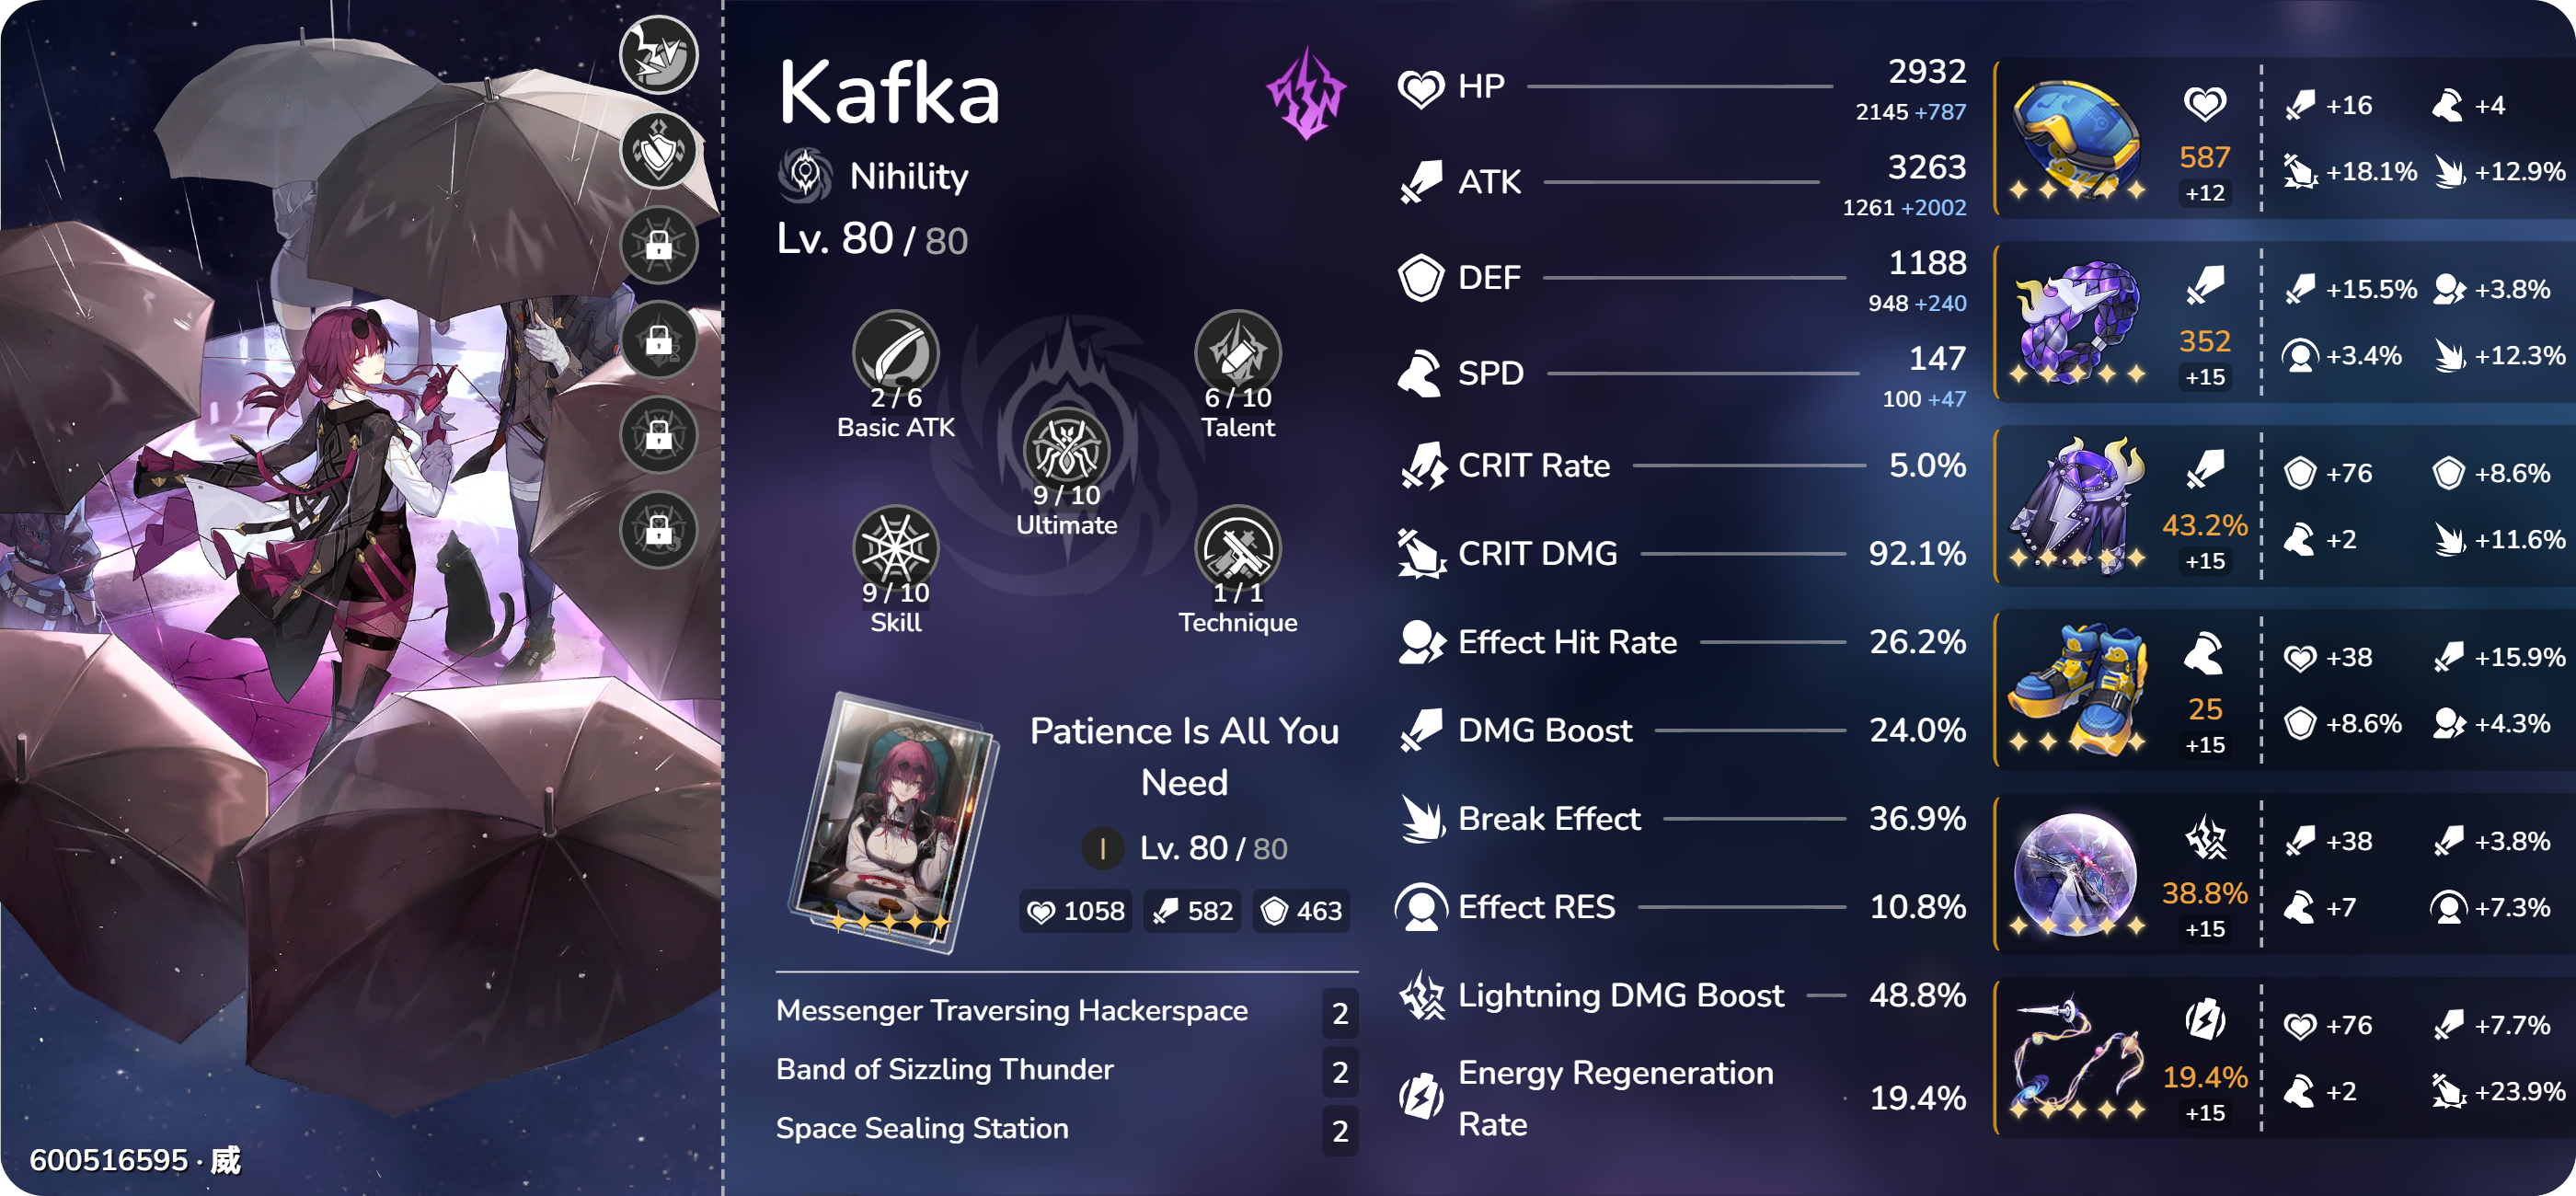 Kafka
Nihility
Lv. 80 / 80
2 / 6
Basic ATK
6 / 10
Talent
9 / 10
Ultimate
9 / 10
Skill
1 / 1
Technique
Patience Is All You
Need
I Lv. 80 / 80
1058 582 463
Messenger Traversing Hackerspace 2
Band of Sizzling Thunder 2
Space Sealing Station 2
HP 2932
2145 +787
ATK 3263
1261 +2002
DEF 1188
948 +240
SPD 147
100 +47
CRIT Rate 5.0%
CRIT DMG 92.1%
Effect Hit Rate 26.2%
DMG Boost 24.0%
Break Effect 36.9%
Effect RES 10.8%
Lightning DMG Boost 48.8%
Energy Regeneration
Rate 19.4%
587
+12
+16 +4
+18.1% +12.9%
352
+15
+15.5% +3.8%
+3.4% +12.3%
43.2%
+15
+76 +8.6%
+2 +11.6%
25
+15
+38 +15.9%
+8.6% +4.3%
38.8%
+15
+38 +3.8%
+7 +7.3%
19.4%
+15
+76 +7.7%
+2 +23.9%
600516595 · 威